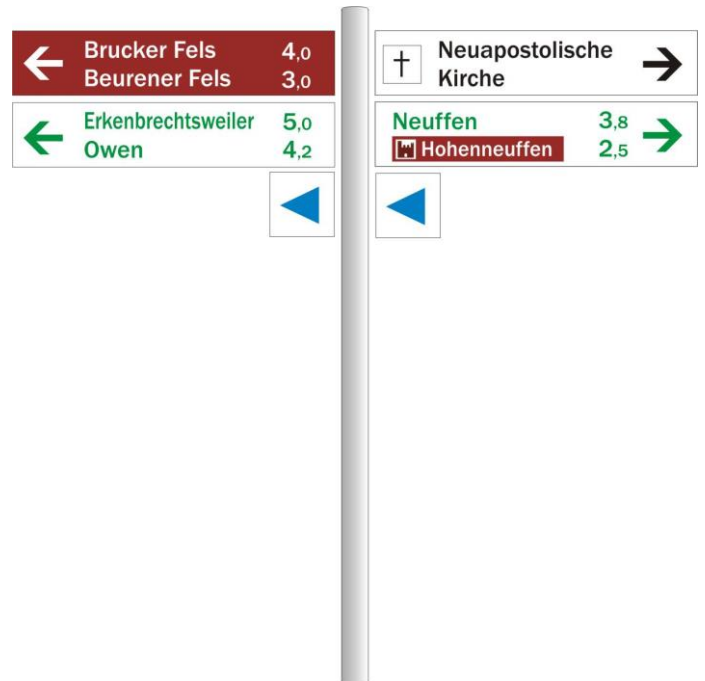 Brucker Fels 4,0
Beurener Fels 3,0
Erkenbrechtsweiler 5,0
Owen 4,2
Neuapostolische
Kirche
Neuffen 3,8
Hohenneuffen 2,5